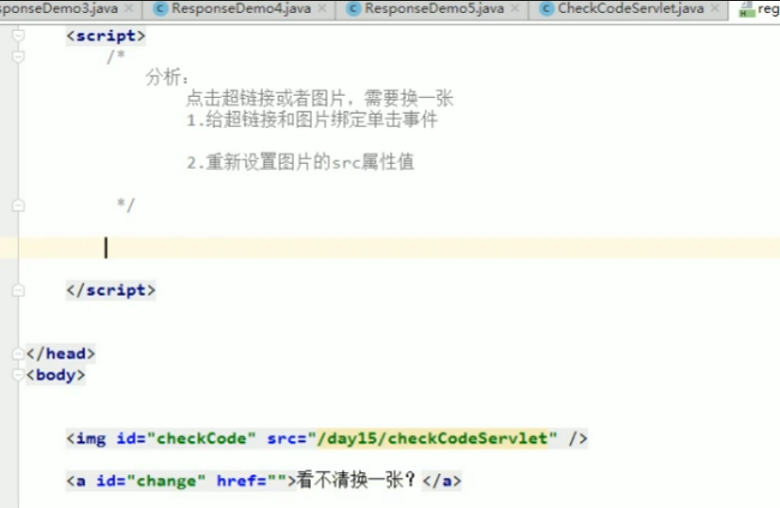 sponseDemo3.java × ResponseDemo4.java × ResponseDemo5.java × CheckCodeServlet.java × reg
<script>
/*
分析：
点击超链接或者图片，需要换一张
1.给超链接和图片绑定单击事件
2.重新设置图片的src属性值
*/
</script>
</head>
<body>
<img id="checkCode" src="/day15/checkCodeServlet" />
<a id="change" href="">看不清换一张？</a>